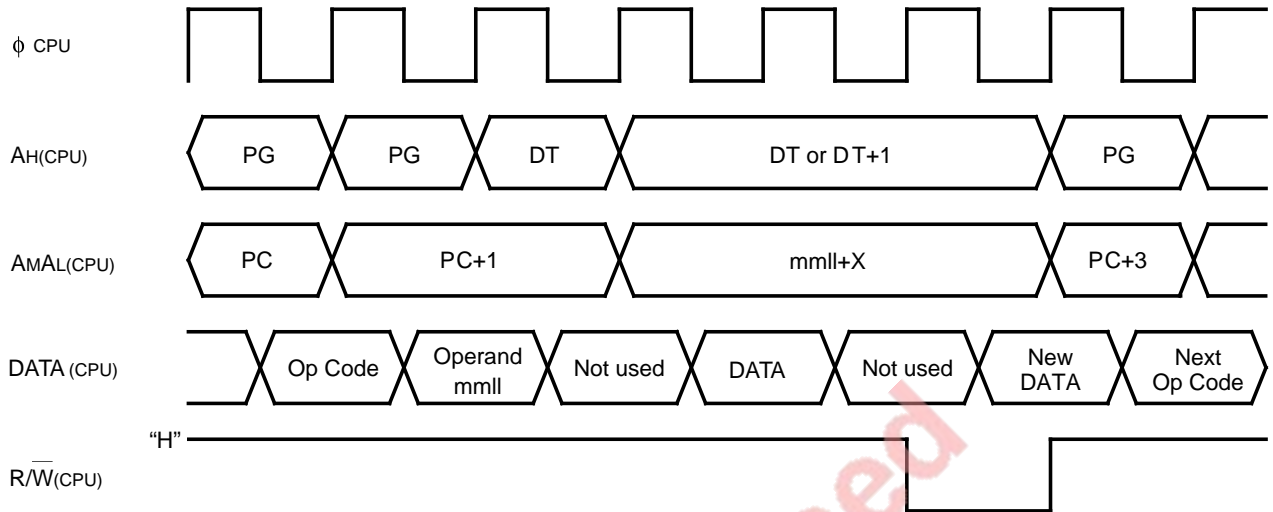 ϕ CPU
AH(CPU) PG PG DT DT or DT+1 PG
AMAL(CPU) PC PC+1 mmll+X PC+3
DATA (CPU) Op Code Operand mmll Not used DATA Not used New DATA Next Op Code
“H”
R/W̅(CPU)